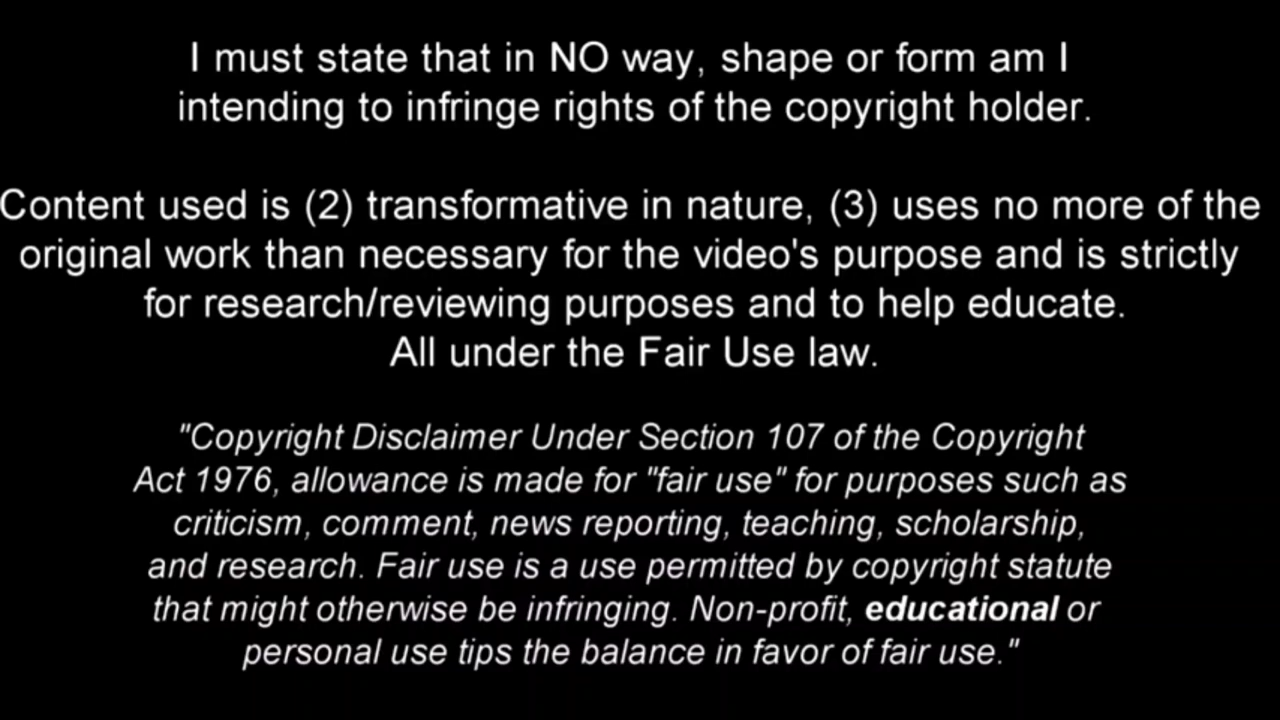 I must state that in NO way, shape or form am I
intending to infringe rights of the copyright holder.
Content used is (2) transformative in nature, (3) uses no more of the
original work than necessary for the video's purpose and is strictly
for research/reviewing purposes and to help educate.
All under the Fair Use law.
"Copyright Disclaimer Under Section 107 of the Copyright
Act 1976, allowance is made for "fair use" for purposes such as
criticism, comment, news reporting, teaching, scholarship,
and research. Fair use is a use permitted by copyright statute
that might otherwise be infringing. Non-profit, educational or
personal use tips the balance in favor of fair use."